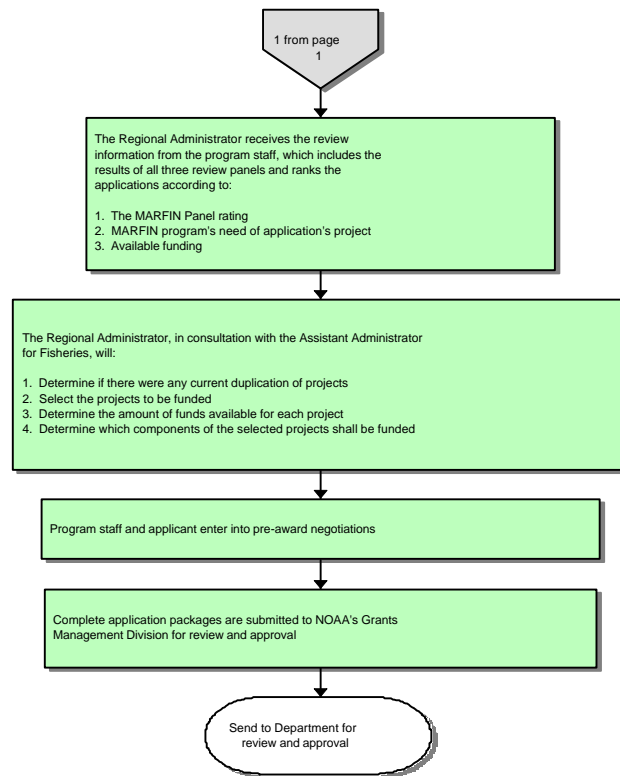 1 from page
1
The Regional Administrator receives the review
information from the program staff, which includes the
results of all three review panels and ranks the
applications according to:
1. The MARFIN Panel rating
2. MARFIN program's need of application's project
3. Available funding
The Regional Administrator, in consultation with the Assistant Administrator
for Fisheries, will:
1. Determine if there were any current duplication of projects
2. Select the projects to be funded
3. Determine the amount of funds available for each project
4. Determine which components of the selected projects shall be funded
Program staff and applicant enter into pre-award negotiations
Complete application packages are submitted to NOAA's Grants
Management Division for review and approval
Send to Department for
review and approval